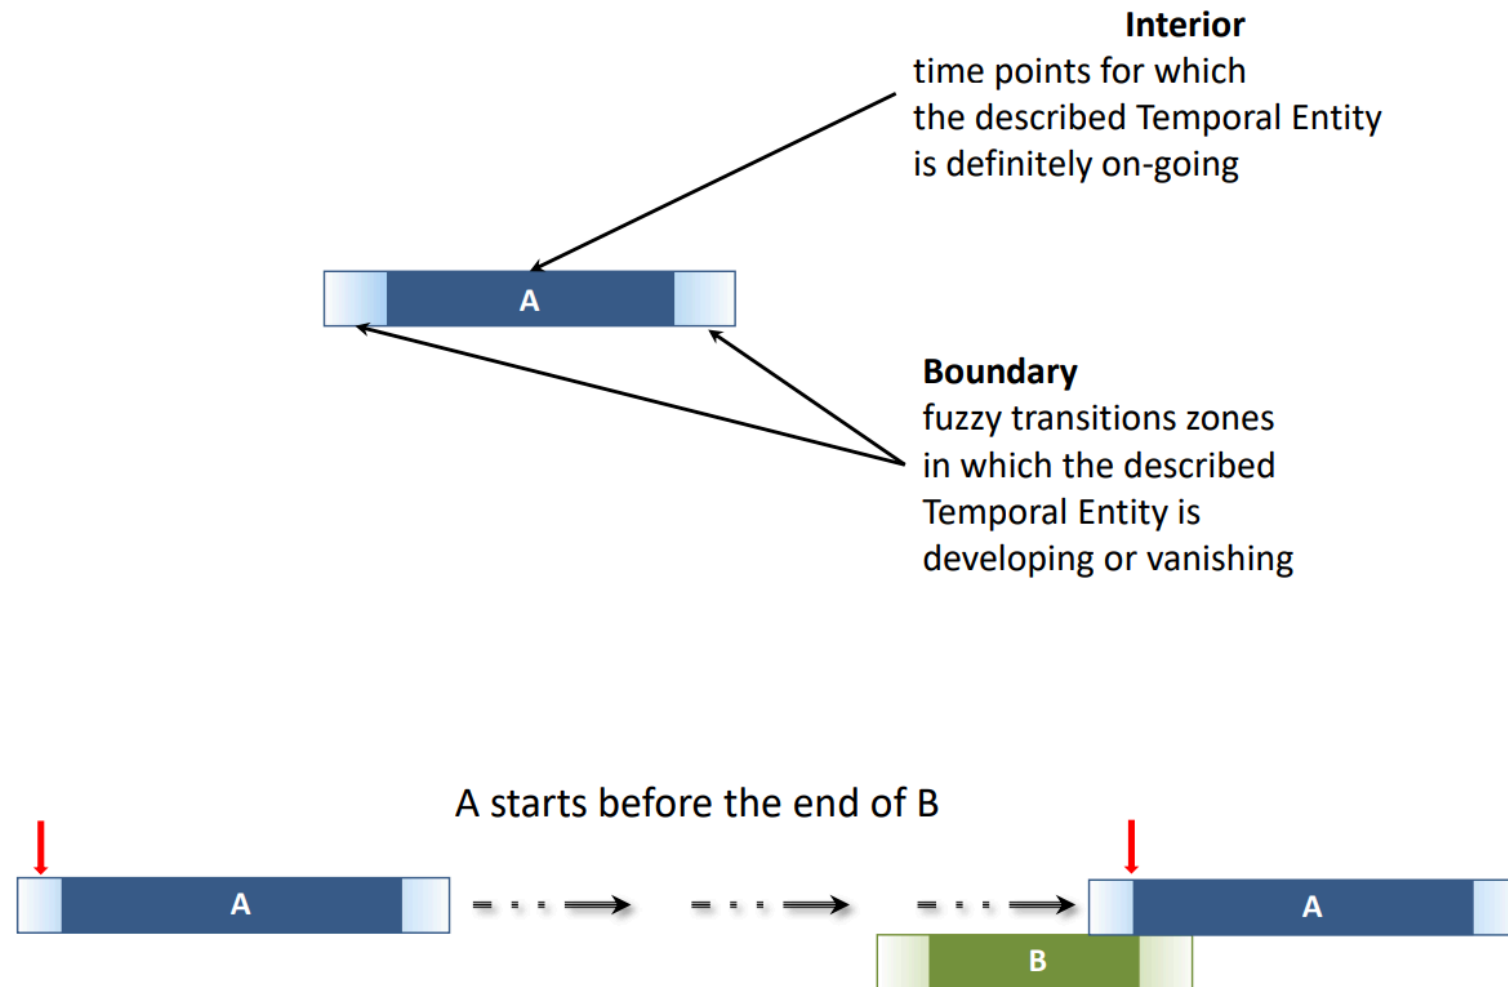 Interior
time points for which
the described Temporal Entity
is definitely on-going
A
Boundary
fuzzy transitions zones
in which the described
Temporal Entity is
developing or vanishing
A starts before the end of B
A
A
B